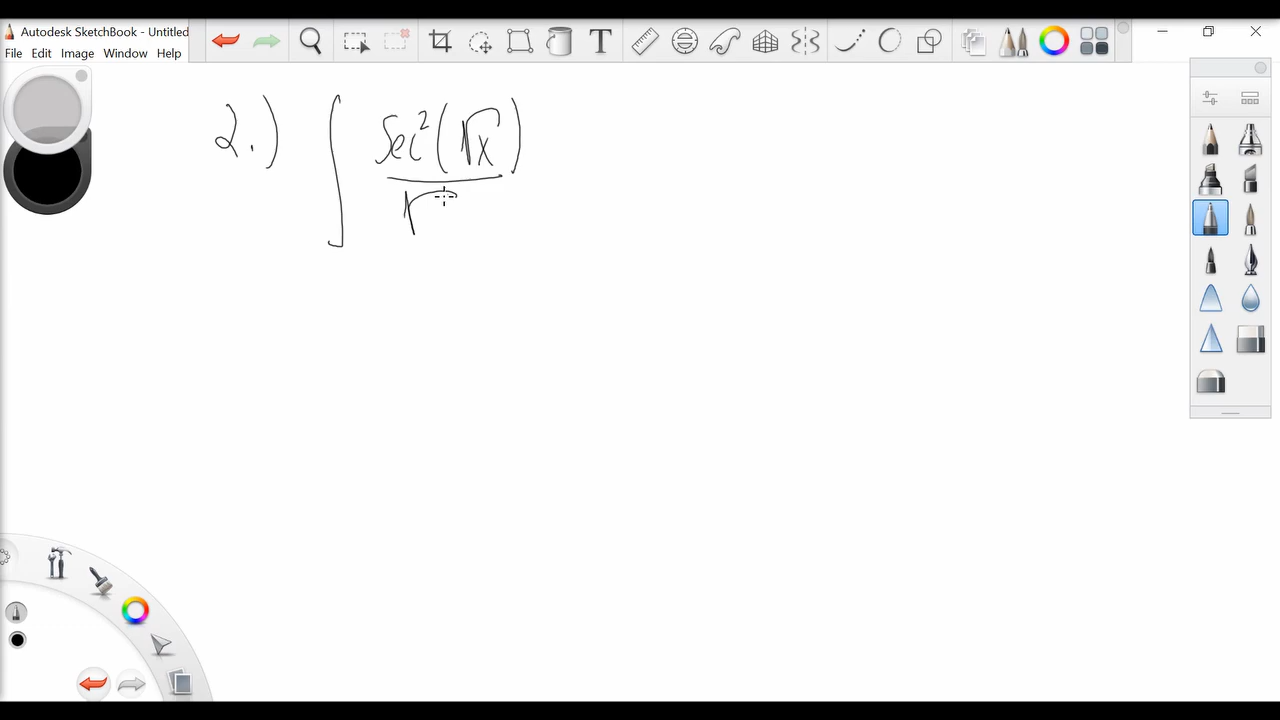 Autodesk SketchBook - Untitled
File Edit Image Window Help
2.) ∫ sec²(√x)
√